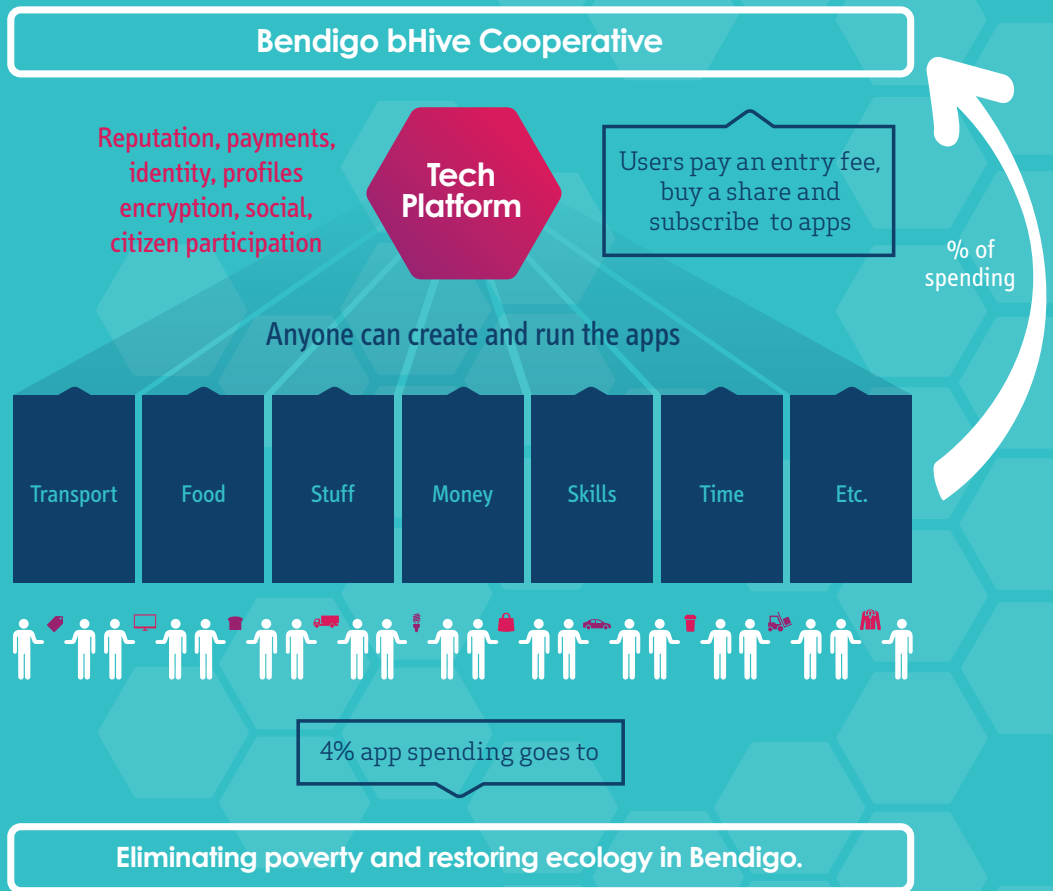 Bendigo bHive Cooperative
Reputation, payments,
identity, profiles
encryption, social,
citizen participation
Tech
Platform
Users pay an entry fee,
buy a share and
subscribe to apps
% of
spending
Anyone can create and run the apps
Transport
Food
Stuff
Money
Skills
Time
Etc.
4% app spending goes to
Eliminating poverty and restoring ecology in Bendigo.